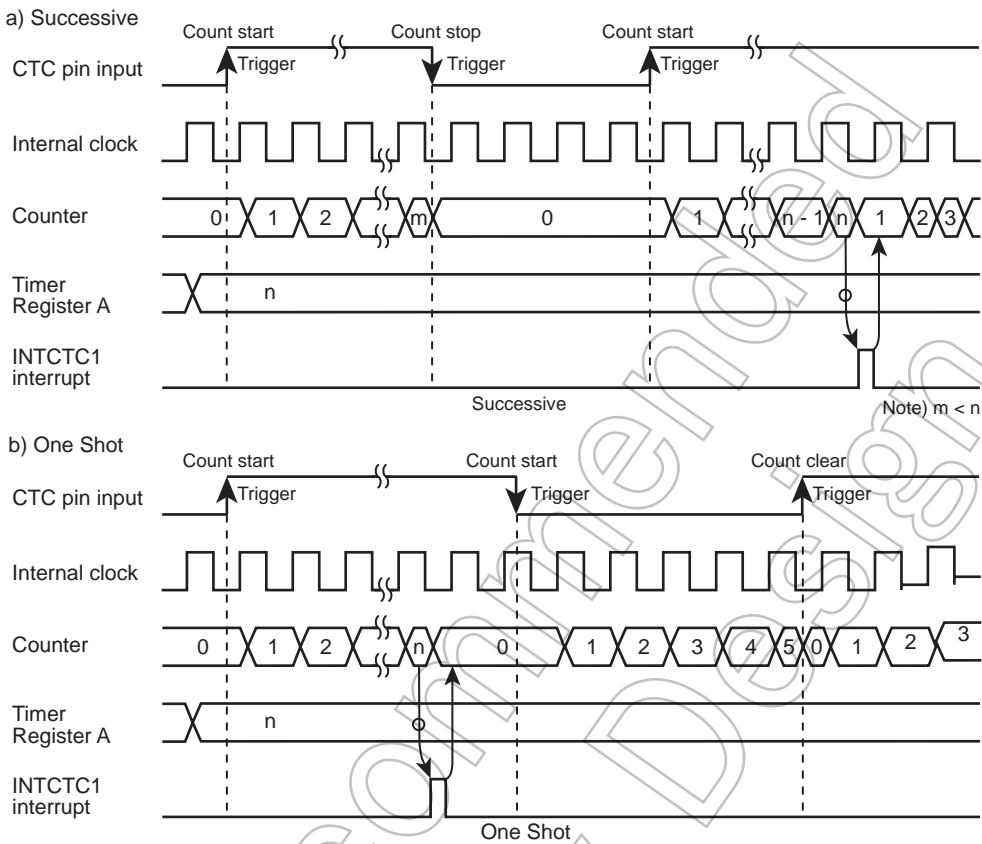 a) Successive
Count start Count stop Count start
CTC pin input Trigger Trigger Trigger
Internal clock
Counter 0 1 2 m 0 1 n - 1 n 1 2 3
Timer
Register A n
INTCTC1
interrupt
Successive Note) m < n
b) One Shot
Count start Count start Count clear
CTC pin input Trigger Trigger Trigger
Internal clock
Counter 0 1 2 n 0 1 2 3 4 5 0 1 2 3
Timer
Register A n
INTCTC1
interrupt
One Shot
commended
Design